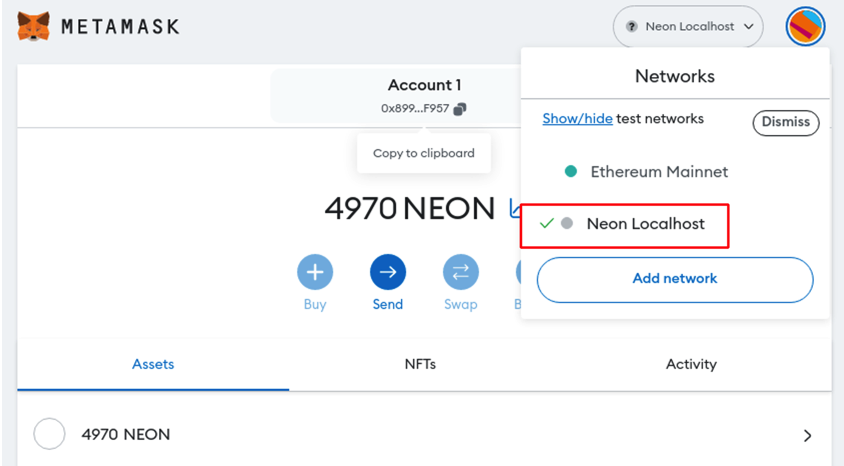 METAMASK
? Neon Localhost
Account 1
0x899...F957
Copy to clipboard
4970 NEON
Buy
Send
Swap
B
Networks
Show/hide test networks
Dismiss
Ethereum Mainnet
Neon Localhost
Add network
Assets
NFTs
Activity
4970 NEON